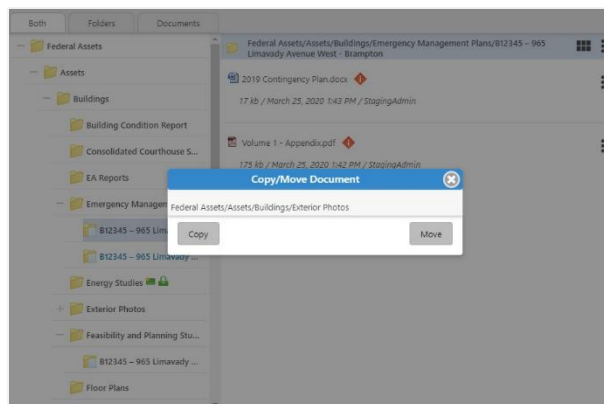 Both
Folders
Documents
Federal Assets
Assets
Buildings
Building Condition Report
Consolidated Courthouse S...
EA Reports
Emergency Managem
B12345 – 965 Lim
B12345 – 965 Limavady ...
Energy Studies
Exterior Photos
Feasibility and Planning Stu...
B12345 – 965 Limavady ...
Floor Plans
Federal Assets/Assets/Buildings/Emergency Management Plans/B12345 – 965
Limavady Avenue West - Brampton
2019 Contingency Plan.docx
17 kb / March 25, 2020 1:43 PM / StagingAdmin
Volume 1 - Appendix.pdf
175 kb / March 25, 2020 1:42 PM / StagingAdmin
Copy/Move Document
Federal Assets/Assets/Buildings/Exterior Photos
Copy
Move